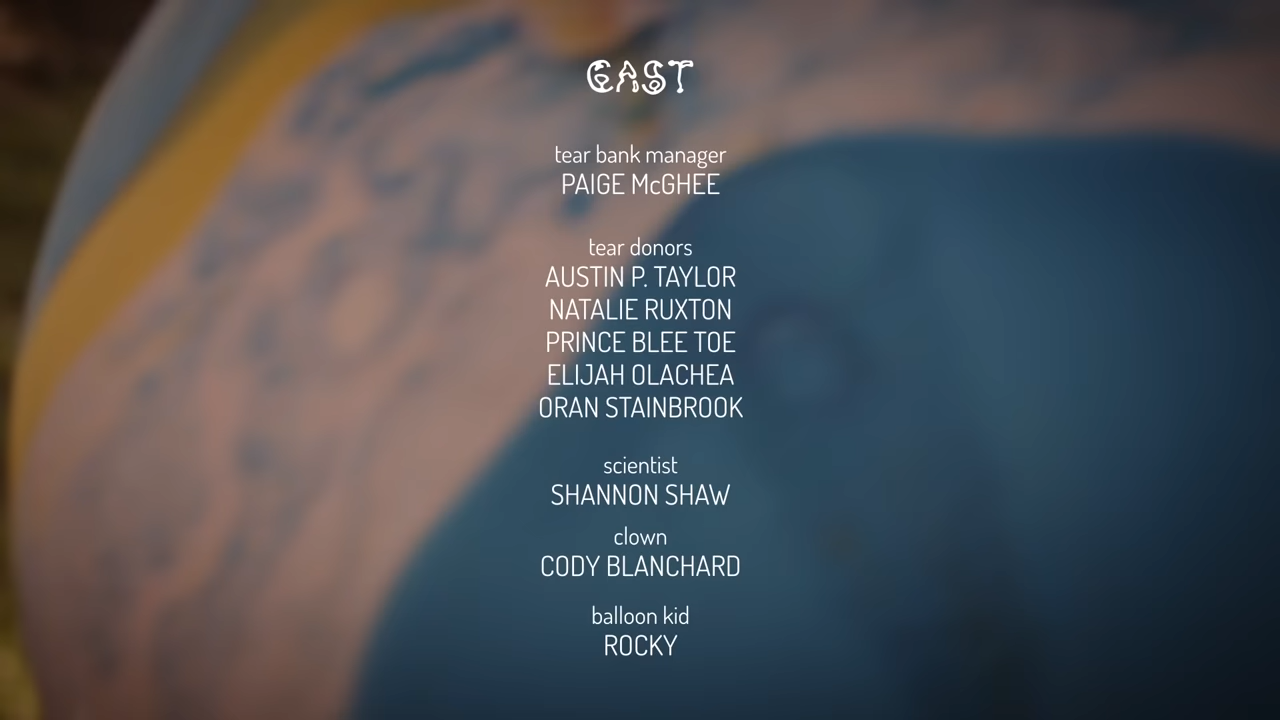 CAST
tear bank manager
PAIGE McGHEE
tear donors
AUSTIN P. TAYLOR
NATALIE RUXTON
PRINCE BLEE TOE
ELIJAH OLACHEA
ORAN STAINBROOK
scientist
SHANNON SHAW
clown
CODY BLANCHARD
balloon kid
ROCKY